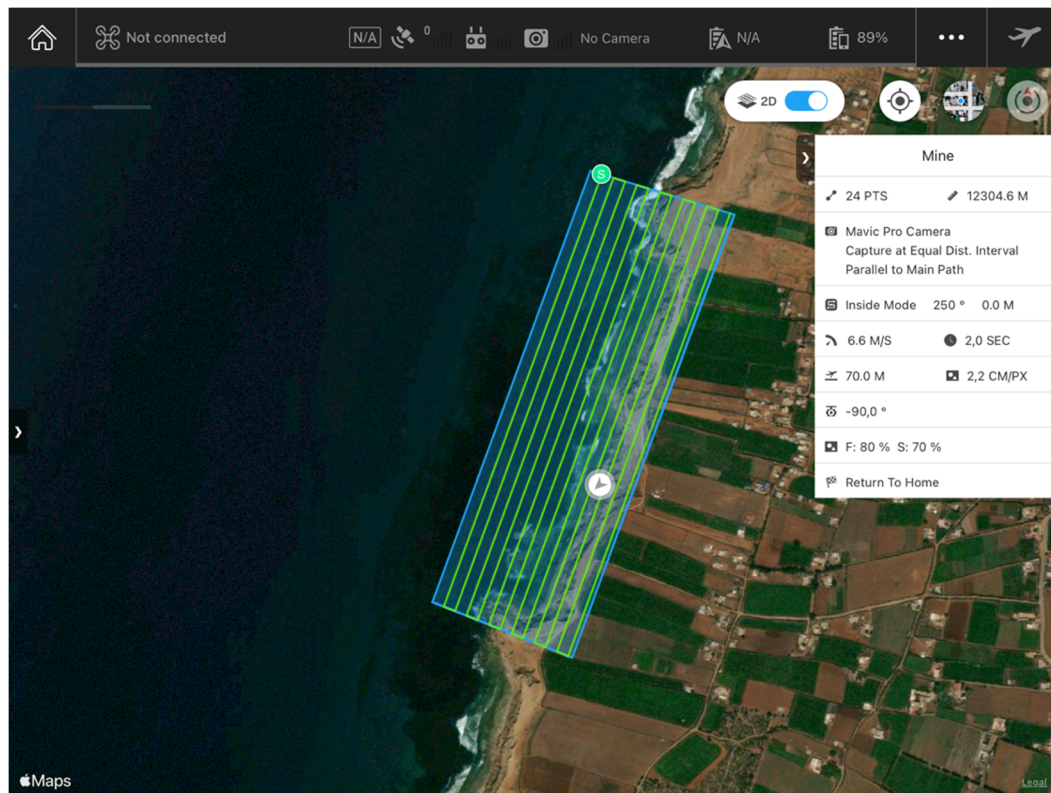 Not connected
N/A
0
No Camera
N/A
89%
2D
S
Mine
24 PTS 12304.6 M
Mavic Pro Camera
Capture at Equal Dist. Interval
Parallel to Main Path
Inside Mode 250 ° 0.0 M
6.6 M/S 2,0 SEC
70.0 M 2,2 CM/PX
-90,0 °
F: 80 % S: 70 %
Return To Home
Maps
Legal